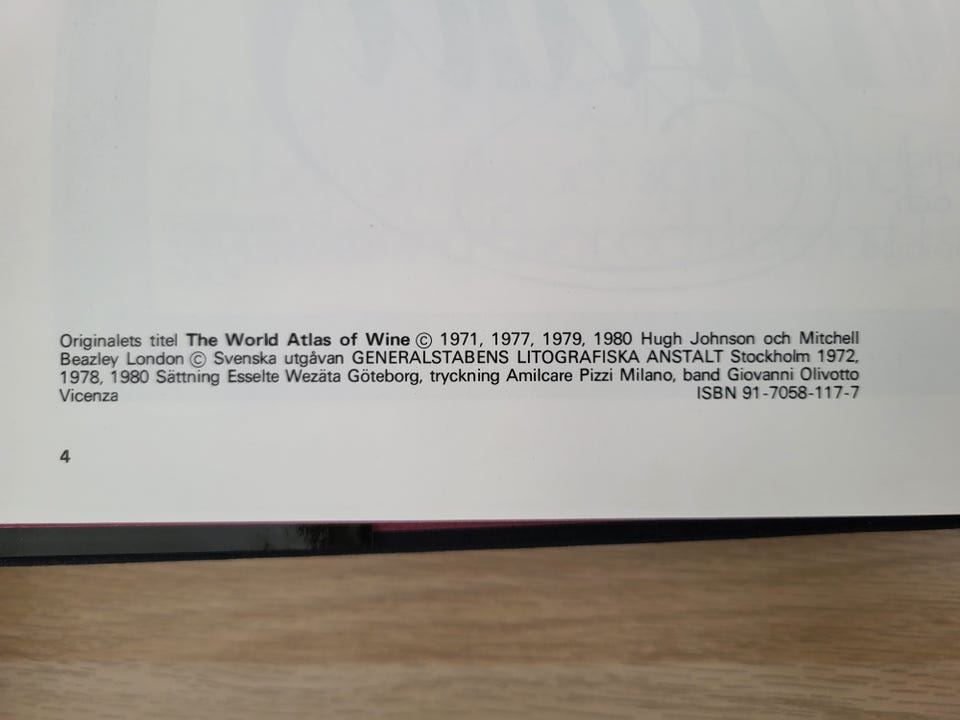 Originalets titel The World Atlas of Wine © 1971, 1977, 1979, 1980 Hugh Johnson och Mitchell
Beazley London © Svenska utgåvan GENERALSTABENS LITOGRAFISKA ANSTALT Stockholm 1972,
1978, 1980 Sättning Esselte Wezäta Göteborg, tryckning Amilcare Pizzi Milano, band Giovanni Olivotto
Vicenza ISBN 91-7058-117-7
4